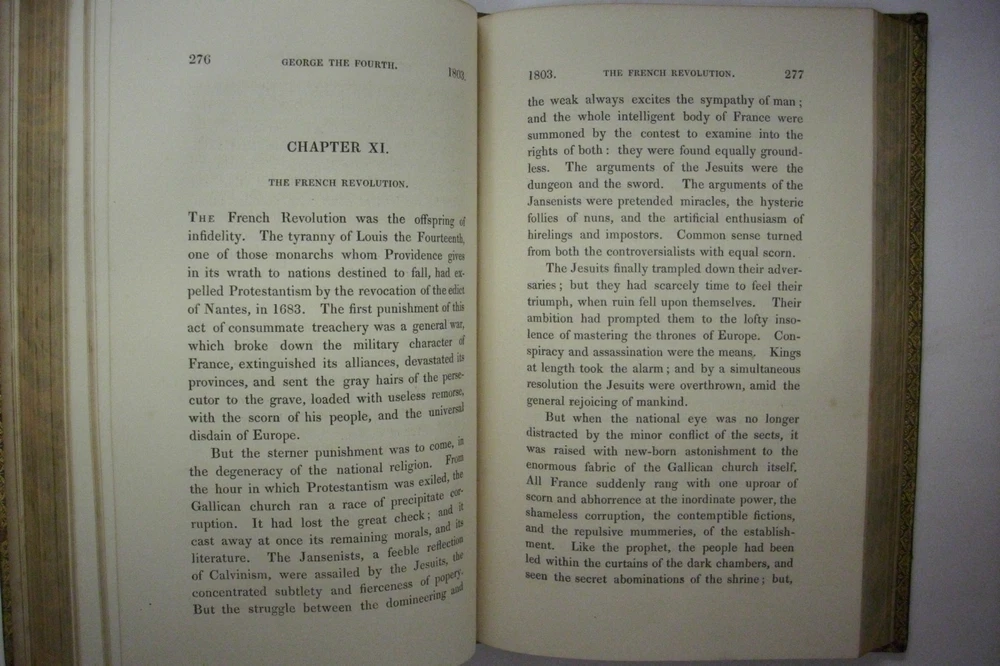 276
GEORGE THE FOURTH.
1803.
CHAPTER XI.
THE FRENCH REVOLUTION.
THE French Revolution was the offspring of
infidelity. The tyranny of Louis the Fourteenth,
one of those monarchs whom Providence gives
in its wrath to nations destined to fall, had ex-
pelled Protestantism by the revocation of the edict
of Nantes, in 1683. The first punishment of this
act of consummate treachery was a general war,
which broke down the military character of
France, extinguished its alliances, devastated its
provinces, and sent the gray hairs of the perse-
cutor to the grave, loaded with useless remorse,
with the scorn of his people, and the universal
disdain of Europe.
But the sterner punishment was to come, in
the degeneracy of the national religion. From
the hour in which Protestantism was exiled, the
Gallican church ran a race of precipitate cor-
ruption. It had lost the great check; and it
cast away at once its remaining morals, and its
literature. The Jansenists, a feeble reflection
of Calvinism, were assailed by the Jesuits, the
concentrated subtlety and fierceness of popery.
But the struggle between the domineering and
1803.
THE FRENCH REVOLUTION.
277
the weak always excites the sympathy of man;
and the whole intelligent body of France were
summoned by the contest to examine into the
rights of both: they were found equally ground-
less. The arguments of the Jesuits were the
dungeon and the sword. The arguments of the
Jansenists were pretended miracles, the hysteric
follies of nuns, and the artificial enthusiasm of
hirelings and impostors. Common sense turned
from both the controversialists with equal scorn.
The Jesuits finally trampled down their adver-
saries; but they had scarcely time to feel their
triumph, when ruin fell upon themselves. Their
ambition had prompted them to the lofty inso-
lence of mastering the thrones of Europe. Con-
spiracy and assassination were the means. Kings
at length took the alarm; and by a simultaneous
resolution the Jesuits were overthrown, amid the
general rejoicing of mankind.
But when the national eye was no longer
distracted by the minor conflict of the sects, it
was raised with new-born astonishment to the
enormous fabric of the Gallican church itself.
All France suddenly rang with one uproar of
scorn and abhorrence at the inordinate power, the
shameless corruption, the contemptible fictions,
and the repulsive mummeries, of the establish-
ment. Like the prophet, the people had been
led within the curtains of the dark chambers, and
seen the secret abominations of the shrine; but,